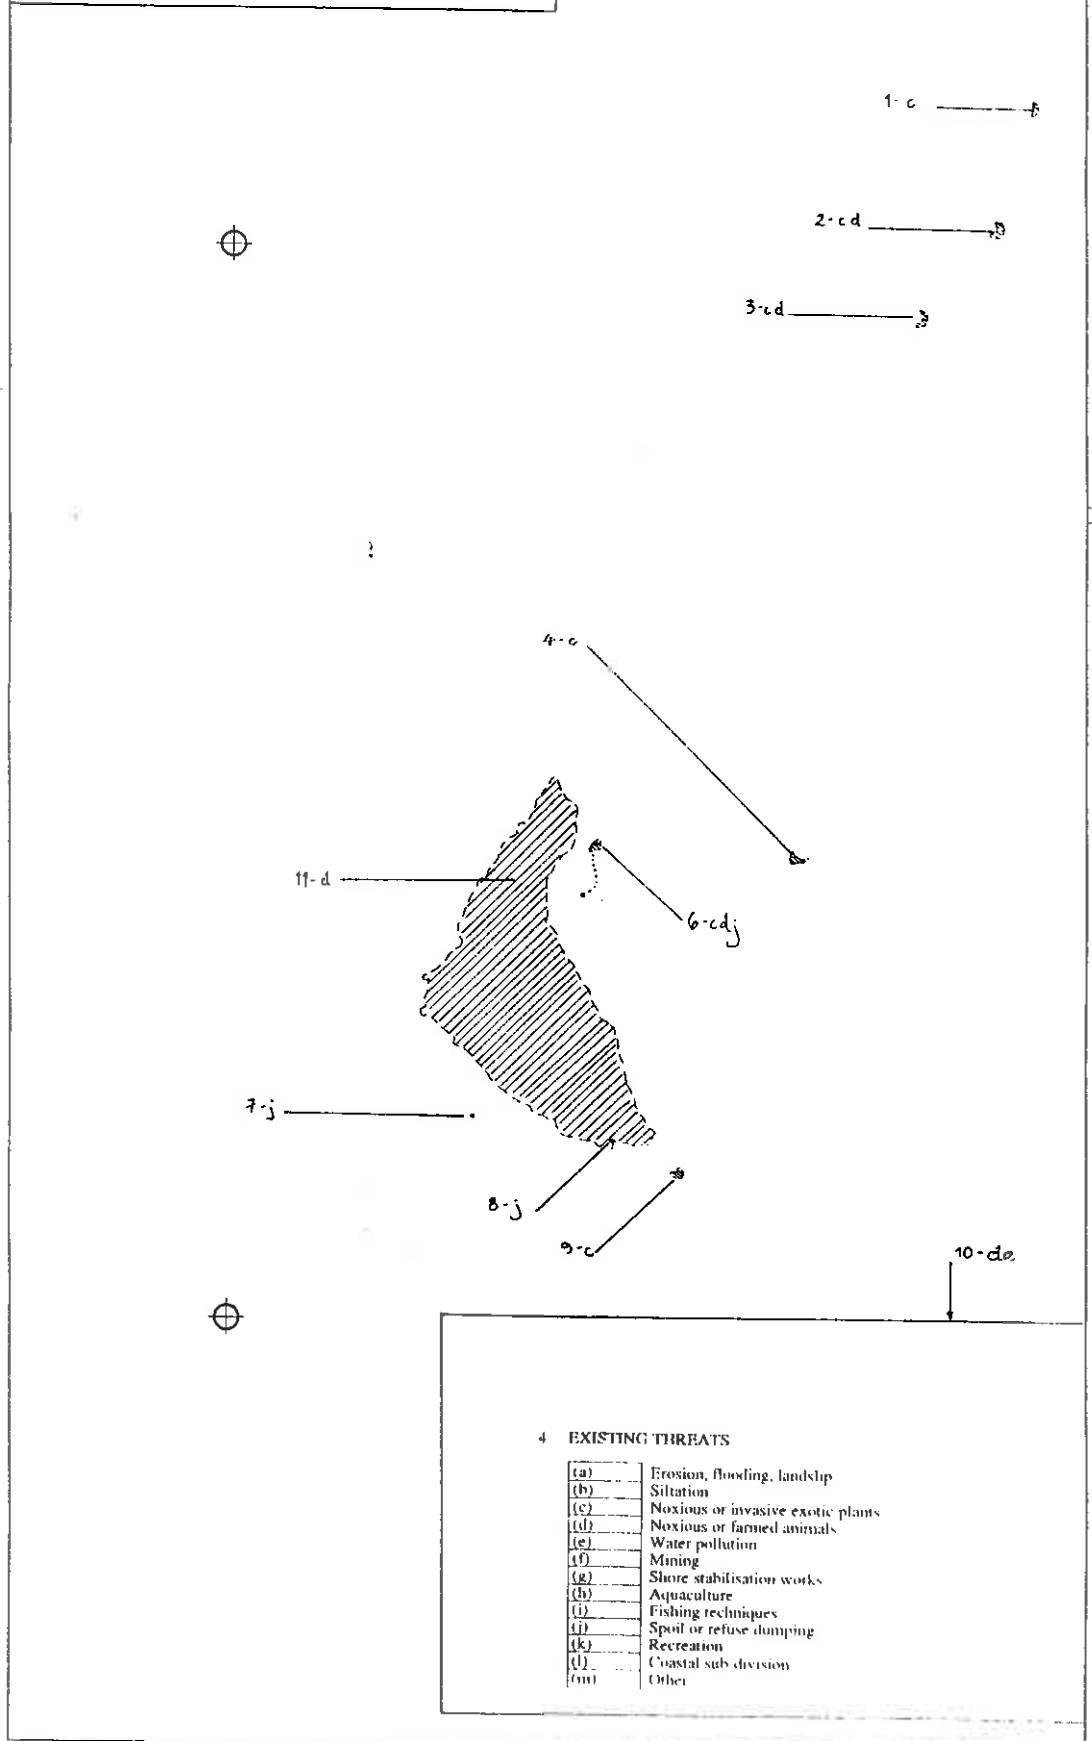 1-c
2-cd
3-cd
4-c
11-d
6-cdj
7-j
8-j
9-c
10-de
4 EXISTING THREATS
(a) Erosion, flooding, landslip
(b) Siltation
(c) Noxious or invasive exotic plants
(d) Noxious or farmed animals
(e) Water pollution
(f) Mining
(g) Shore stabilisation works
(h) Aquaculture
(i) Fishing techniques
(j) Spoil or refuse dumping
(k) Recreation
(l) Coastal sub division
(m) Other